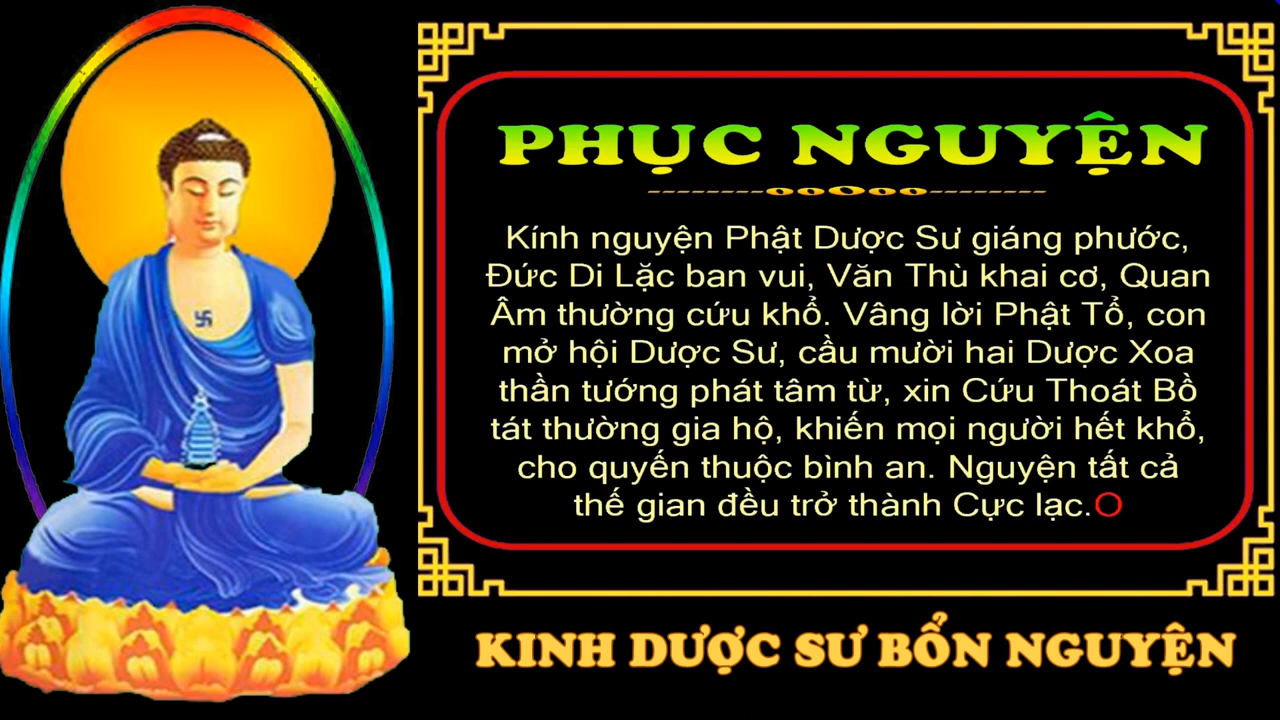 PHỤC NGUYỆN
--------ooOoo--------
Kính nguyện Phật Dược Sư giáng phước,
Đức Di Lặc ban vui, Văn Thù khai cơ, Quan
Âm thường cứu khổ. Vâng lời Phật Tổ, con
mở hội Dược Sư, cầu mười hai Dược Xoa
thần tướng phát tâm từ, xin Cứu Thoát Bồ
tát thường gia hộ, khiến mọi người hết khổ,
cho quyến thuộc bình an. Nguyện tất cả
thế gian đều trở thành Cực lạc.O
KINH DƯỢC SƯ BỔN NGUYỆN
卐